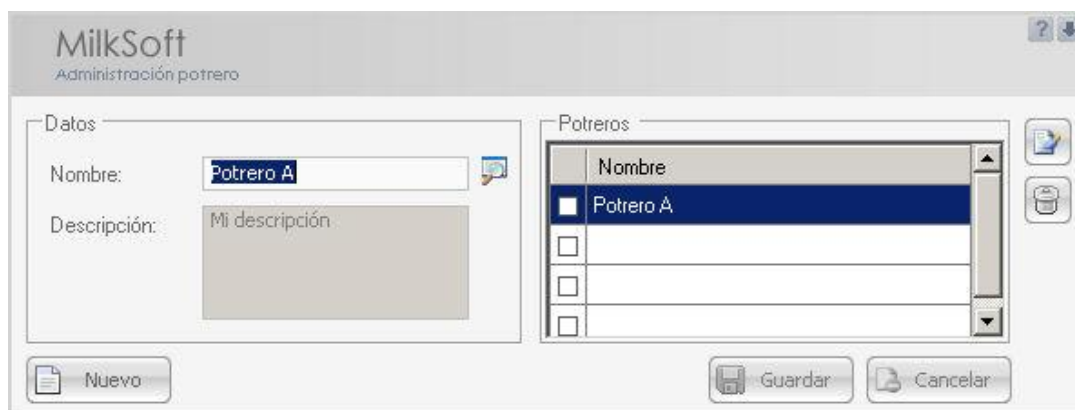 MilkSoft
Administración potrero
?
Datos
Nombre:
Potrero A
Descripción:
Mi descripción
Potreros
Nombre
Potrero A
Nuevo
Guardar
Cancelar